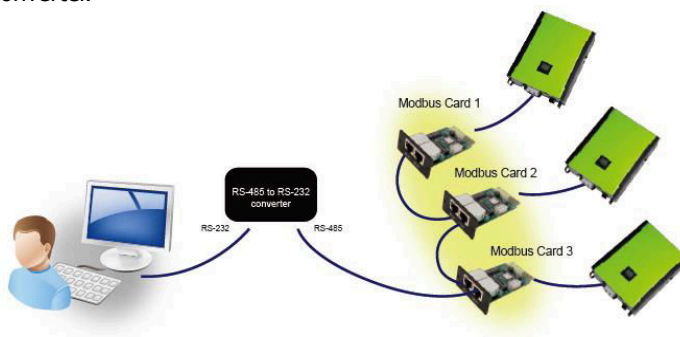 Modbus Card 1
Modbus Card 2
RS-485 to RS-232
converter
RS-232
RS-485
Modbus Card 3